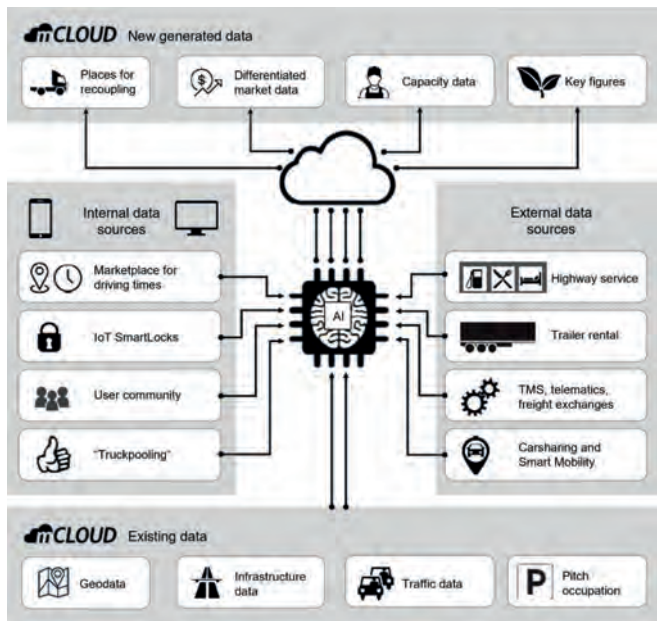 mCLOUD New generated data
Places for
recoupling
Differentiated
market data
Capacity data
Key figures
Internal data
sources
External data
sources
Marketplace for
driving times
IoT SmartLocks
User community
"Truckpooling"
AI
Highway service
Trailer rental
TMS, telematics,
freight exchanges
Carsharing and
Smart Mobility
mCLOUD Existing data
Geodata
Infrastructure
data
Traffic data
P
Pitch
occupation